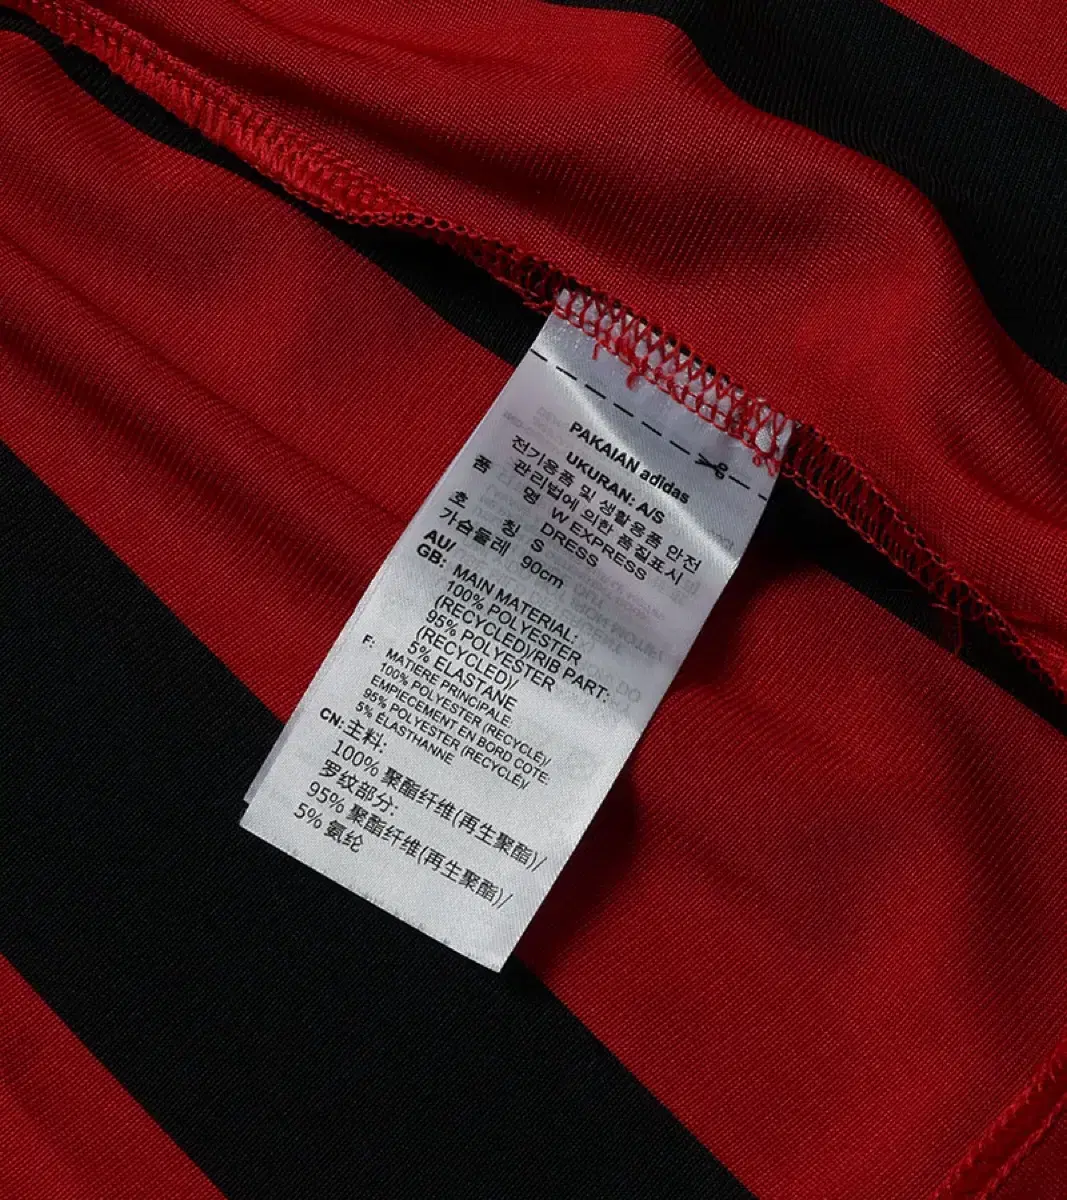 PAKAIAN adidas
UKURAN: A/S
전기용품 및 생활용품 안전
관리법에 의한 품질표시
품 명 W EXPRESS
DRESS
호 칭 S
가슴둘레 90cm
AU/
GB: MAIN MATERIAL:
100% POLYESTER
(RECYCLED)/RIB PART:
95% POLYESTER
(RECYCLED)/
5% ELASTANE
F: MATIÈRE PRINCIPALE:
100% POLYESTER (RECYCLÉ)/
EMPIECEMENT EN BORD COTE:
95% POLYESTER (RECYCLÉ)/
5% ÉLASTHANNE
CN: 主料:
100% 聚酯纤维(再生聚酯)/
罗纹部分:
95% 聚酯纤维(再生聚酯)/
5% 氨纶